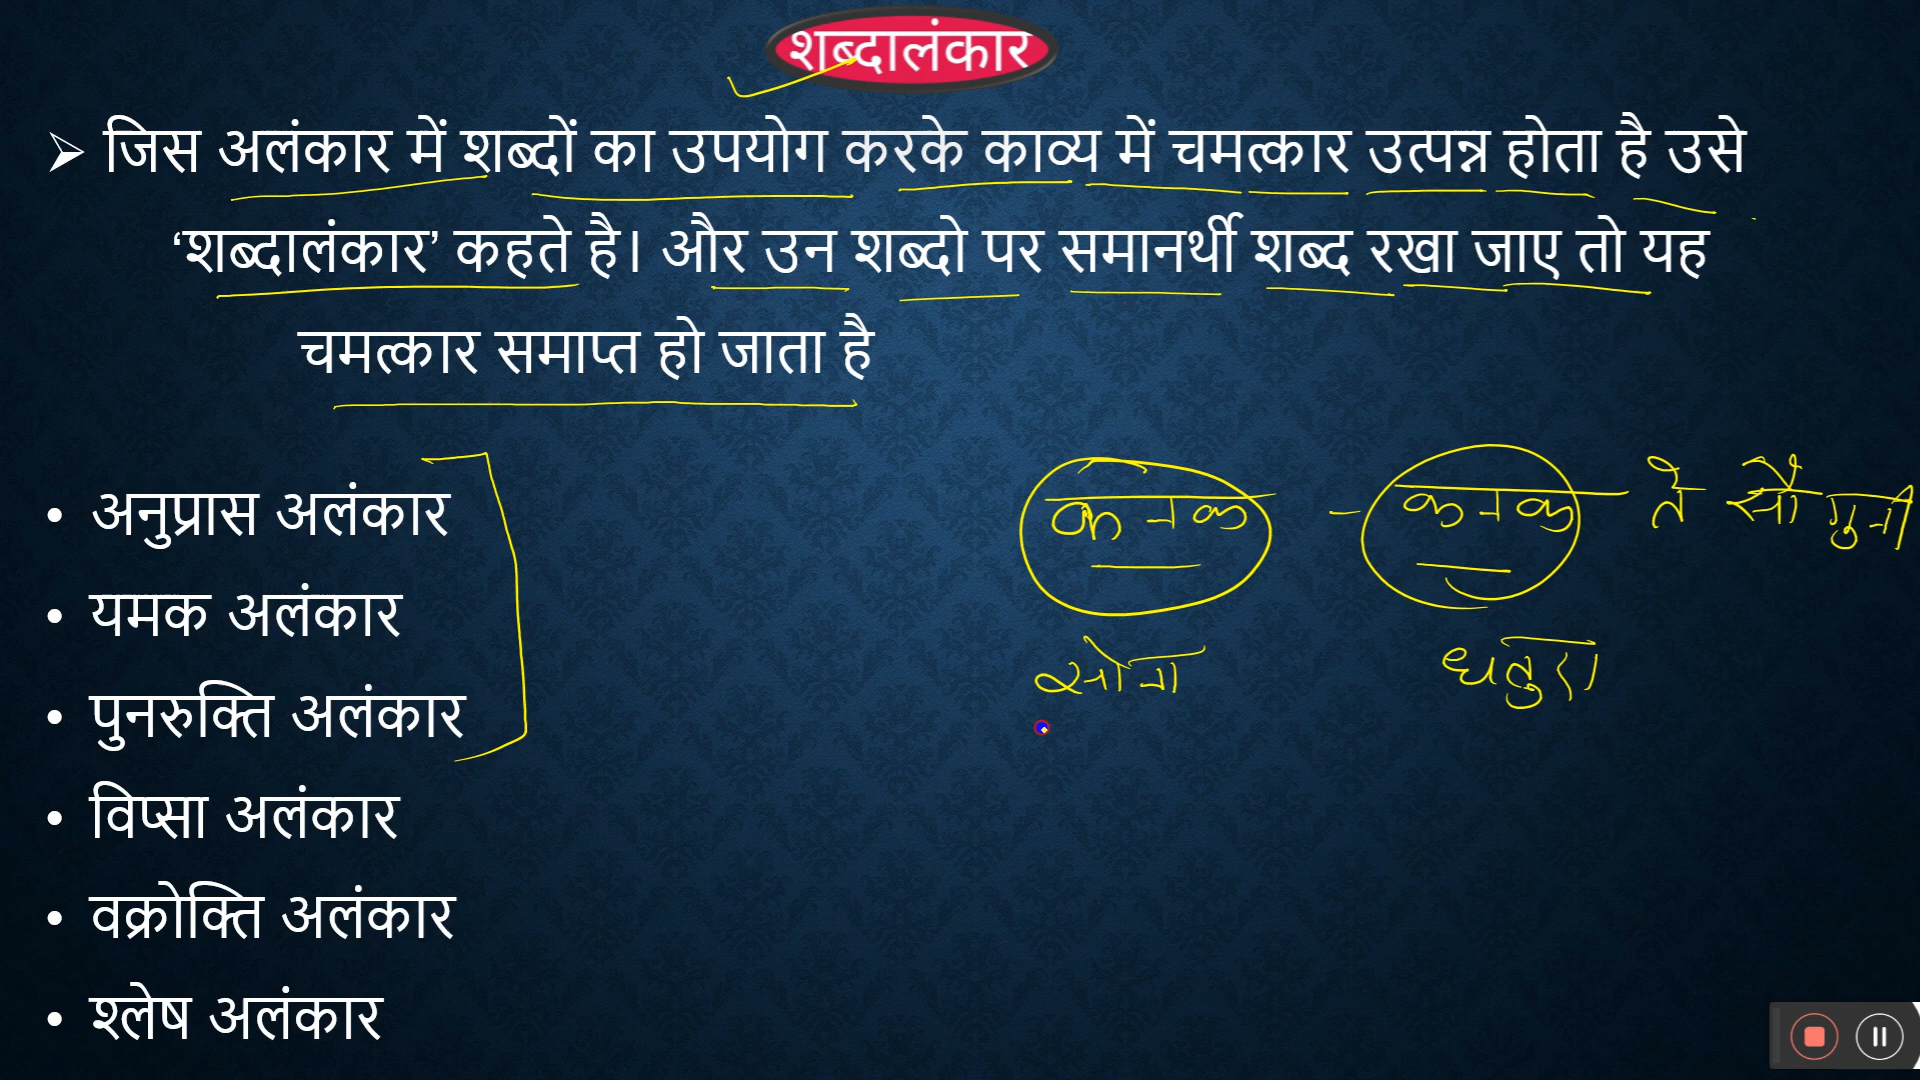 शब्दालंकार
जिस अलंकार में शब्दों का उपयोग करके काव्य में चमत्कार उत्पन्न होता है उसे
‘शब्दालंकार’ कहते है। और उन शब्दो पर समानर्थी शब्द रखा जाए तो यह
चमत्कार समाप्त हो जाता है
• अनुप्रास अलंकार
• यमक अलंकार
• पुनरुक्ति अलंकार
• विप्सा अलंकार
• वक्रोक्ति अलंकार
• श्लेष अलंकार
कनक - कनक ते सौ गुनी
सोना धतुरा